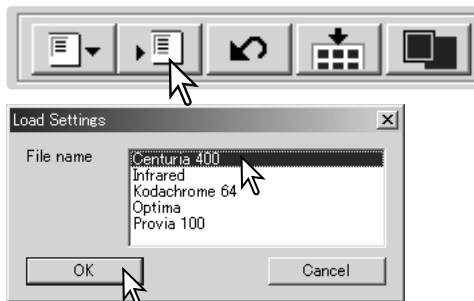 Load Settings
File name
Centuria 400
Infrared
Kodachrome 64
Optima
Provia 100
OK
Cancel